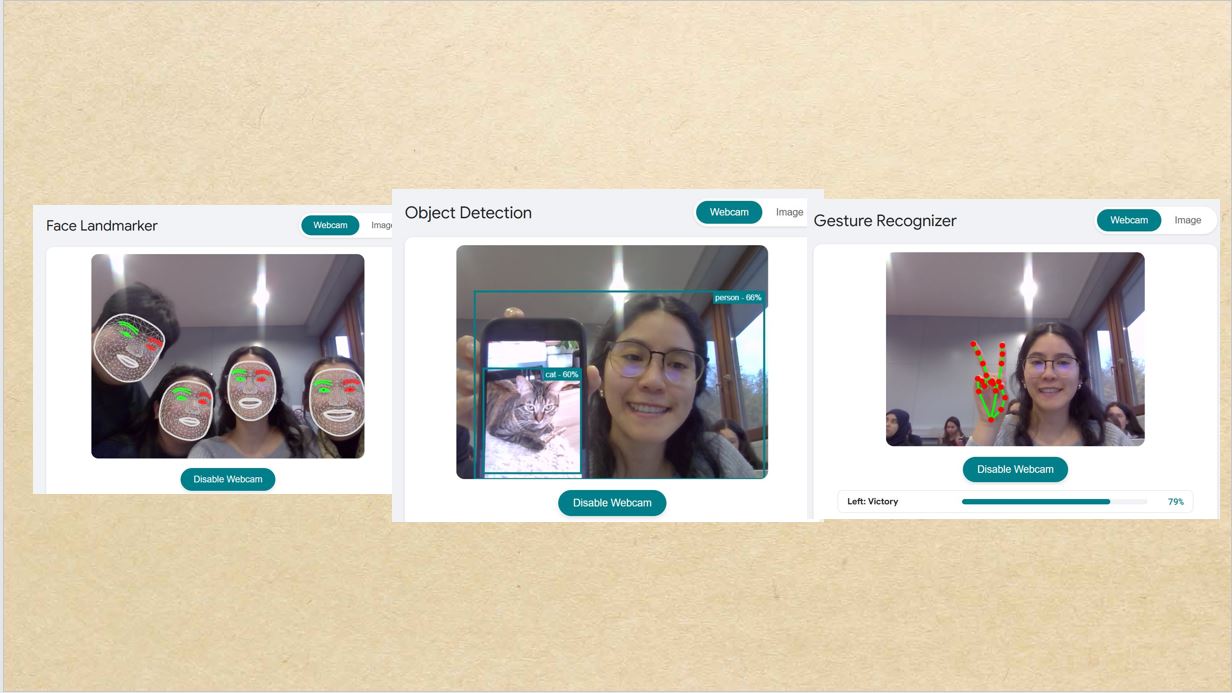 Face Landmarker
Webcam
Disable Webcam
Object Detection
Webcam Image
person - 66%
cat - 60%
Disable Webcam
Gesture Recognizer
Webcam Image
Disable Webcam
Left: Victory 79%